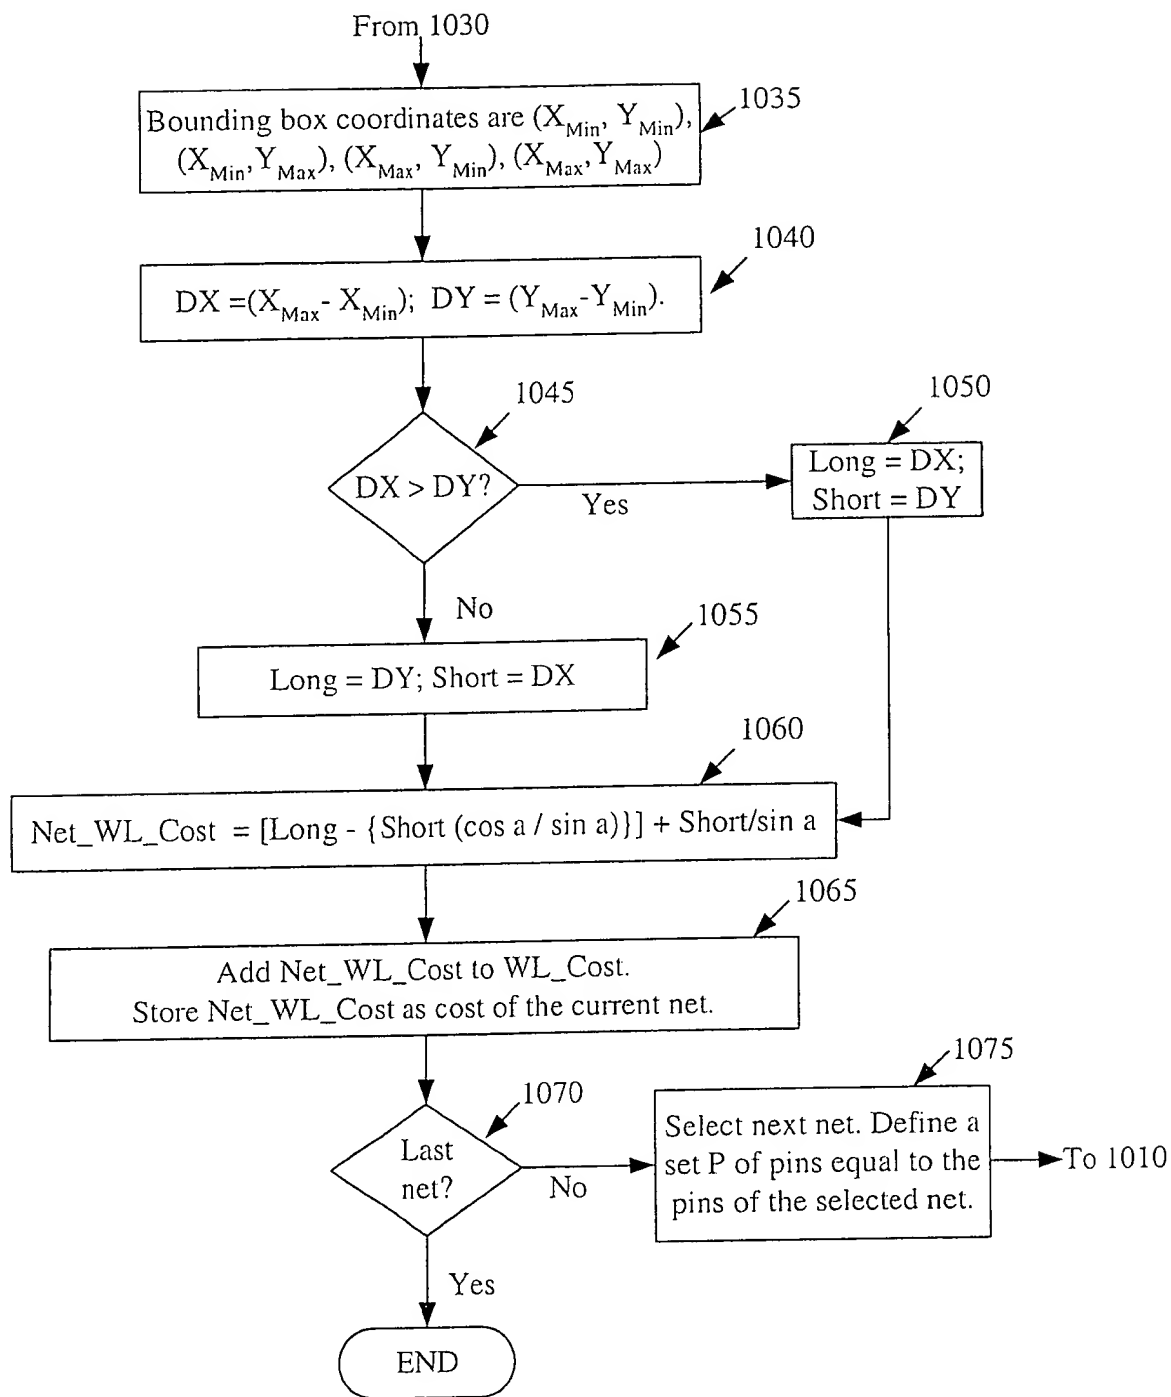 From 1030
1035
Bounding box coordinates are (X_Min, Y_Min),
(X_Min,Y_Max), (X_Max, Y_Min), (X_Max,Y_Max)
1040
DX =(X_Max- X_Min); DY = (Y_Max-Y_Min).
1045
DX > DY?
Yes
1050
Long = DX;
Short = DY
No
1055
Long = DY; Short = DX
1060
Net_WL_Cost = [Long - {Short (cos a / sin a)}] + Short/sin a
1065
Add Net_WL_Cost to WL_Cost.
Store Net_WL_Cost as cost of the current net.
1070
Last
net?
No
1075
Select next net. Define a
set P of pins equal to the
pins of the selected net.
To 1010
Yes
END